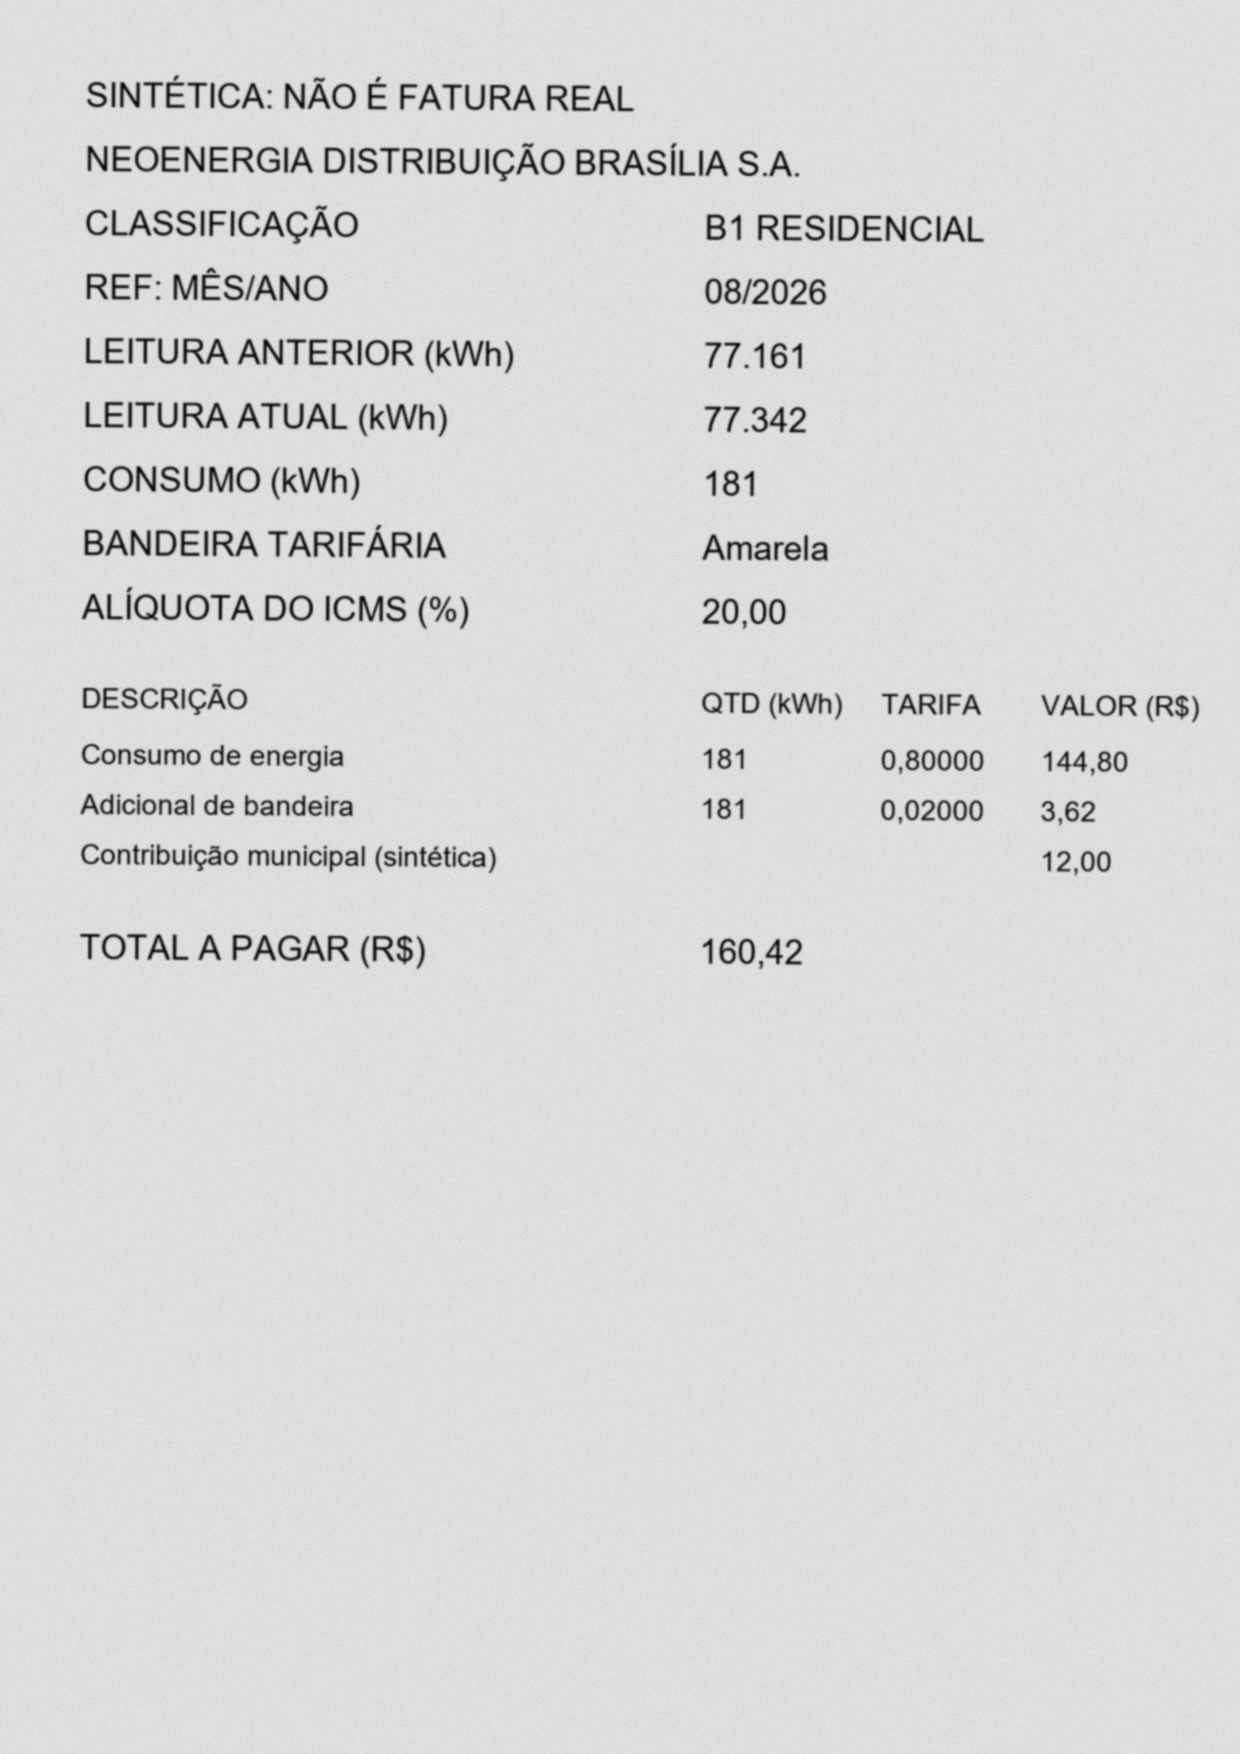 SINTÉTICA: NÃO É FATURA REAL
NEOENERGIA DISTRIBUIÇÃO BRASÍLIA S.A.
CLASSIFICAÇÃO B1 RESIDENCIAL
REF: MÊS/ANO 08/2026
LEITURA ANTERIOR (kWh) 77.161
LEITURA ATUAL (kWh) 77.342
CONSUMO (kWh) 181
BANDEIRA TARIFÁRIA Amarela
ALÍQUOTA DO ICMS (%) 20,00
DESCRIÇÃO QTD (kWh) TARIFA VALOR (R$)
Consumo de energia 181 0,80000 144,80
Adicional de bandeira 181 0,02000 3,62
Contribuição municipal (sintética) 12,00
TOTAL A PAGAR (R$) 160,42